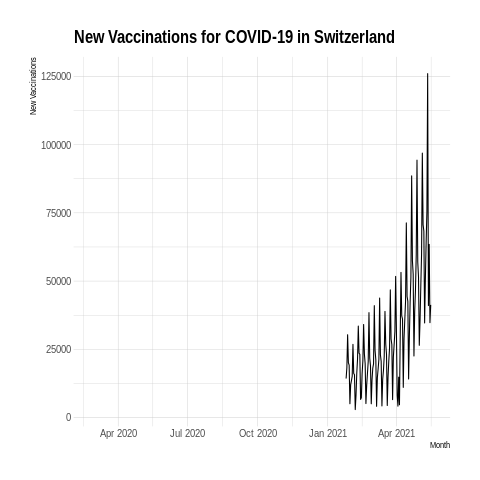 New Vaccinations for COVID-19 in Switzerland
New Vaccinations
125000
100000
75000
50000
25000
0
Apr 2020 Jul 2020 Oct 2020 Jan 2021 Apr 2021
Month